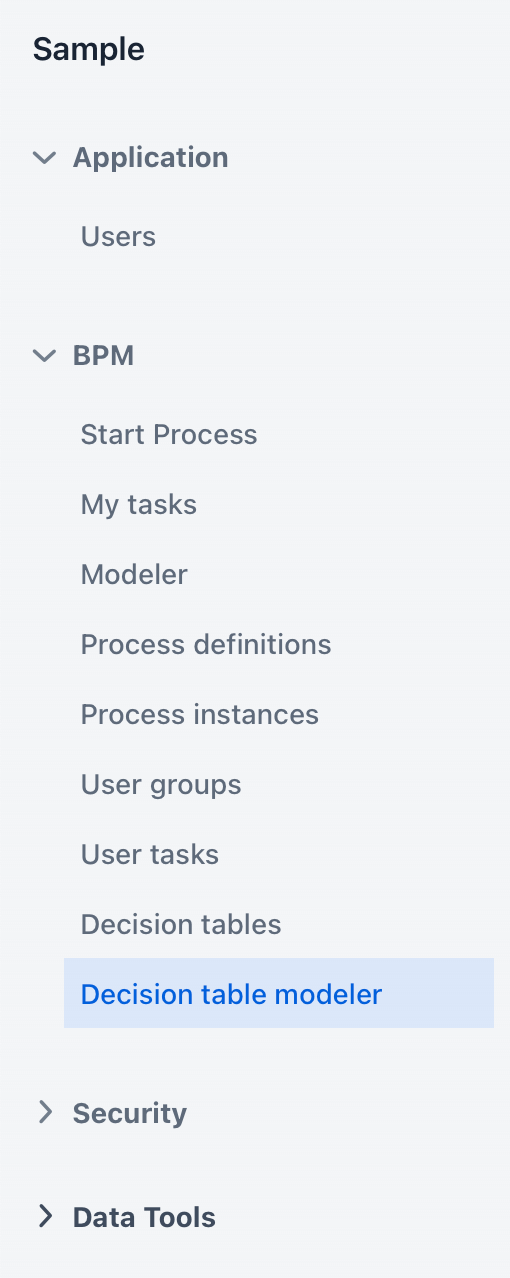 Sample
Application
Users
BPM
Start Process
My tasks
Modeler
Process definitions
Process instances
User groups
User tasks
Decision tables
Decision table modeler
Security
Data Tools